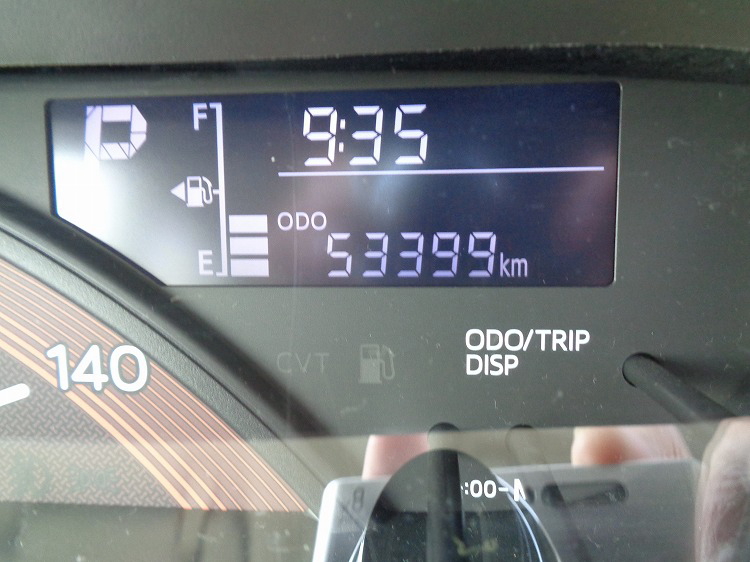 P
F
9:35
ODO
E
53399km
ODO/TRIP
DISP
CVT
140